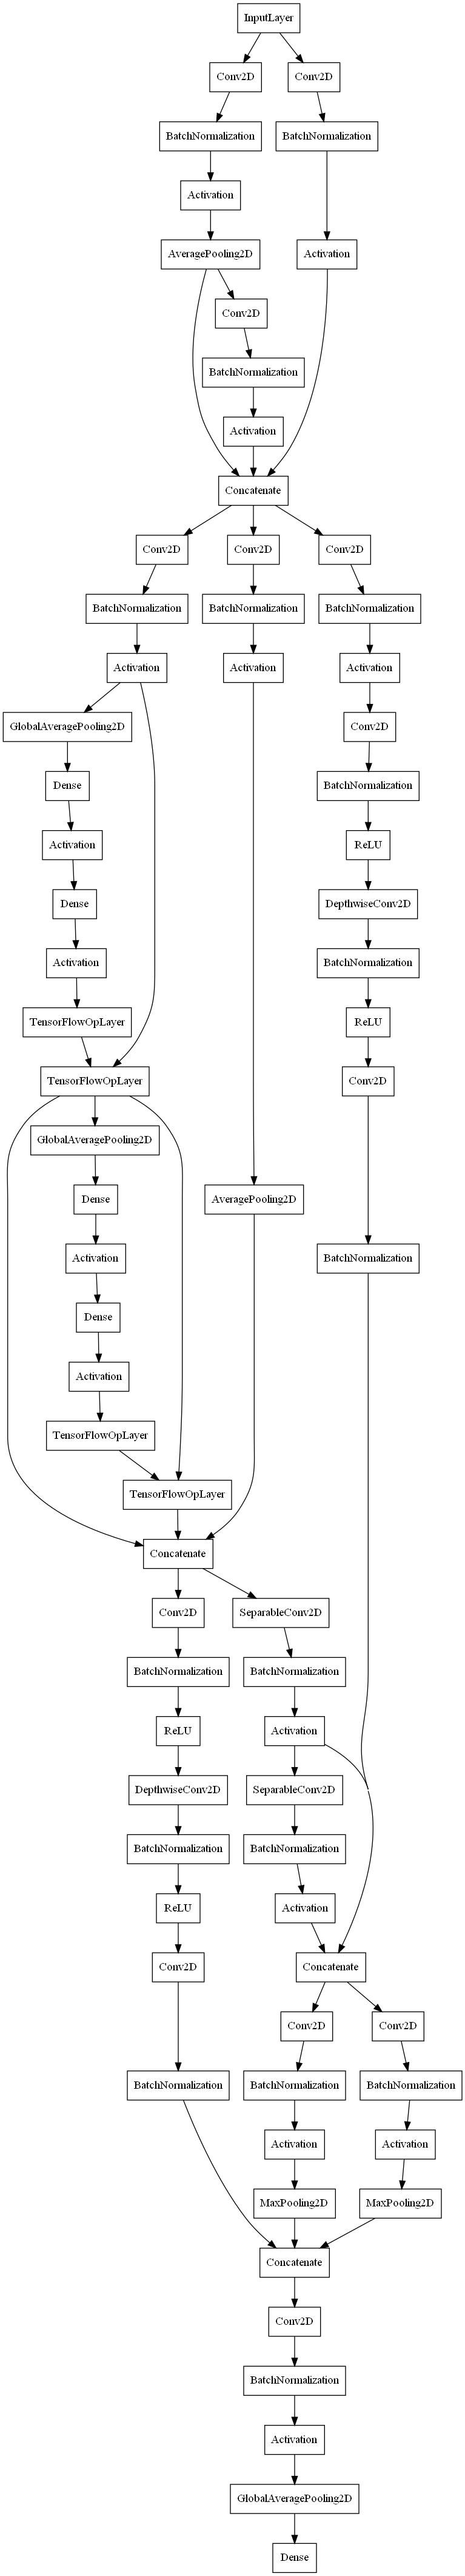 InputLayer
Conv2D
Conv2D
BatchNormalization
BatchNormalization
Activation
AveragePooling2D
Activation
Conv2D
BatchNormalization
Activation
Concatenate
Conv2D
Conv2D
Conv2D
BatchNormalization
BatchNormalization
BatchNormalization
Activation
Activation
Activation
GlobalAveragePooling2D
Conv2D
Dense
BatchNormalization
Activation
ReLU
Dense
DepthwiseConv2D
Activation
BatchNormalization
TensorFlowOpLayer
ReLU
TensorFlowOpLayer
Conv2D
GlobalAveragePooling2D
Dense
AveragePooling2D
Activation
BatchNormalization
Dense
Activation
TensorFlowOpLayer
TensorFlowOpLayer
Concatenate
Conv2D
SeparableConv2D
BatchNormalization
BatchNormalization
ReLU
Activation
DepthwiseConv2D
SeparableConv2D
BatchNormalization
BatchNormalization
ReLU
Activation
Conv2D
Concatenate
Conv2D
Conv2D
BatchNormalization
BatchNormalization
BatchNormalization
Activation
Activation
MaxPooling2D
MaxPooling2D
Concatenate
Conv2D
BatchNormalization
Activation
GlobalAveragePooling2D
Dense